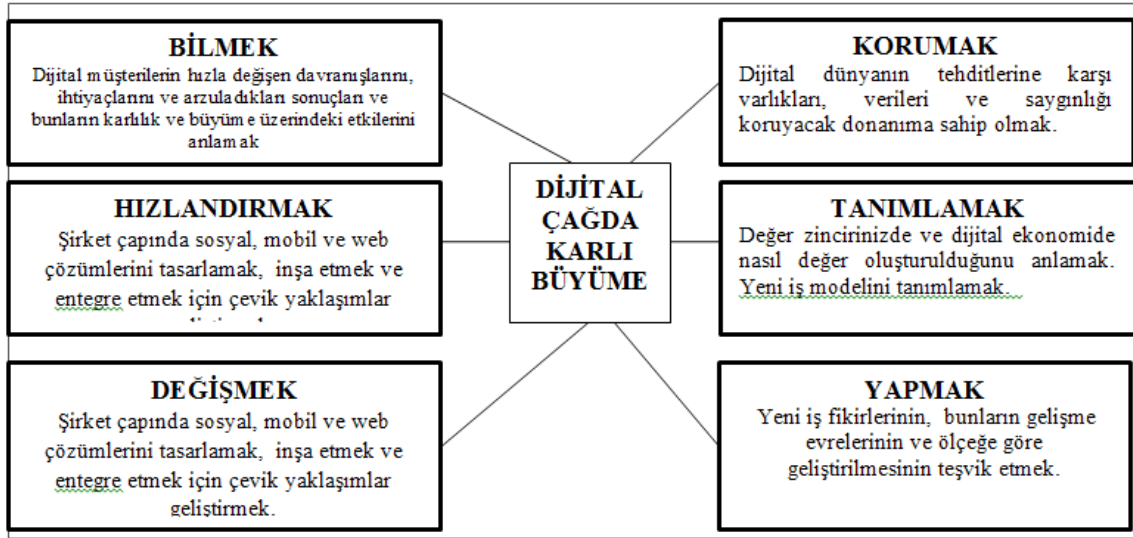 BİLMEK
Dijital müşterilerin hızla değişen davranışlarını,
ihtiyaçlarını ve arzuladıkları sonuçları ve
bunların karlılık ve büyüme üzerindeki etkilerini
anlamak
HIZLANDIRMAK
Şirket çapında sosyal, mobil ve web
çözümlerini tasarlamak, inşa etmek ve
entegre etmek için çevik yaklaşımlar
DEĞİŞMEK
Şirket çapında sosyal, mobil ve web
çözümlerini tasarlamak, inşa etmek ve
entegre etmek için çevik yaklaşımlar
geliştirmek.
DİJİTAL
ÇAĞDA
KARLI
BÜYÜME
KORUMAK
Dijital dünyanın tehditlerine karşı
varlıkları, verileri ve saygınlığı
koruyacak donanıma sahip olmak.
TANIMLAMAK
Değer zincirinizde ve dijital ekonomide
nasıl değer oluşturulduğunu anlamak.
Yeni iş modelini tanımlamak.
YAPMAK
Yeni iş fikirlerinin, bunların gelişme
evrelerinin ve ölçeğe göre
geliştirilmesinin teşvik etmek.